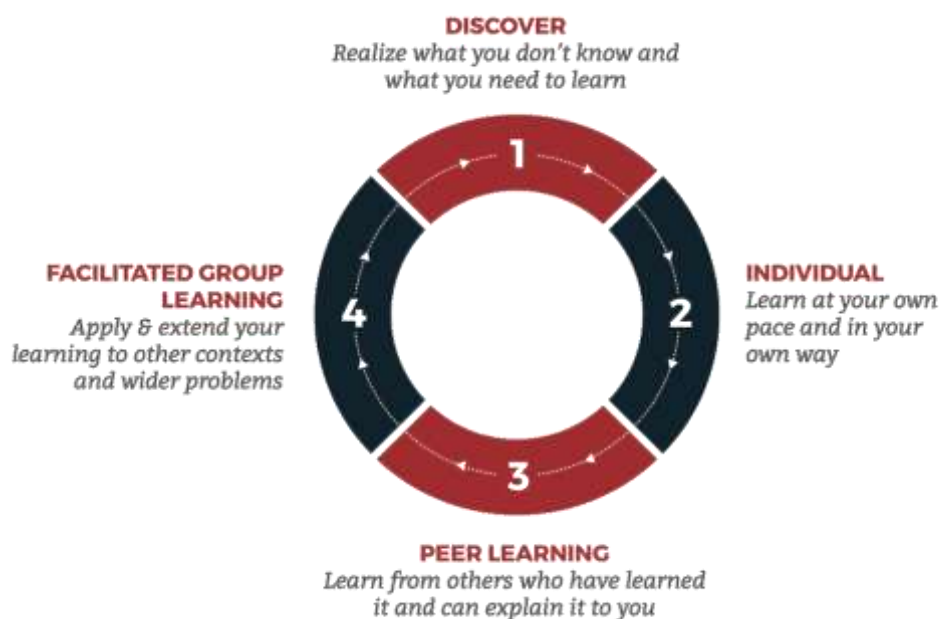 DISCOVER
Realize what you don't know and
what you need to learn
1
2
INDIVIDUAL
Learn at your own
pace and in your
own way
3
PEER LEARNING
Learn from others who have learned
it and can explain it to you
4
FACILITATED GROUP
LEARNING
Apply & extend your
learning to other contexts
and wider problems